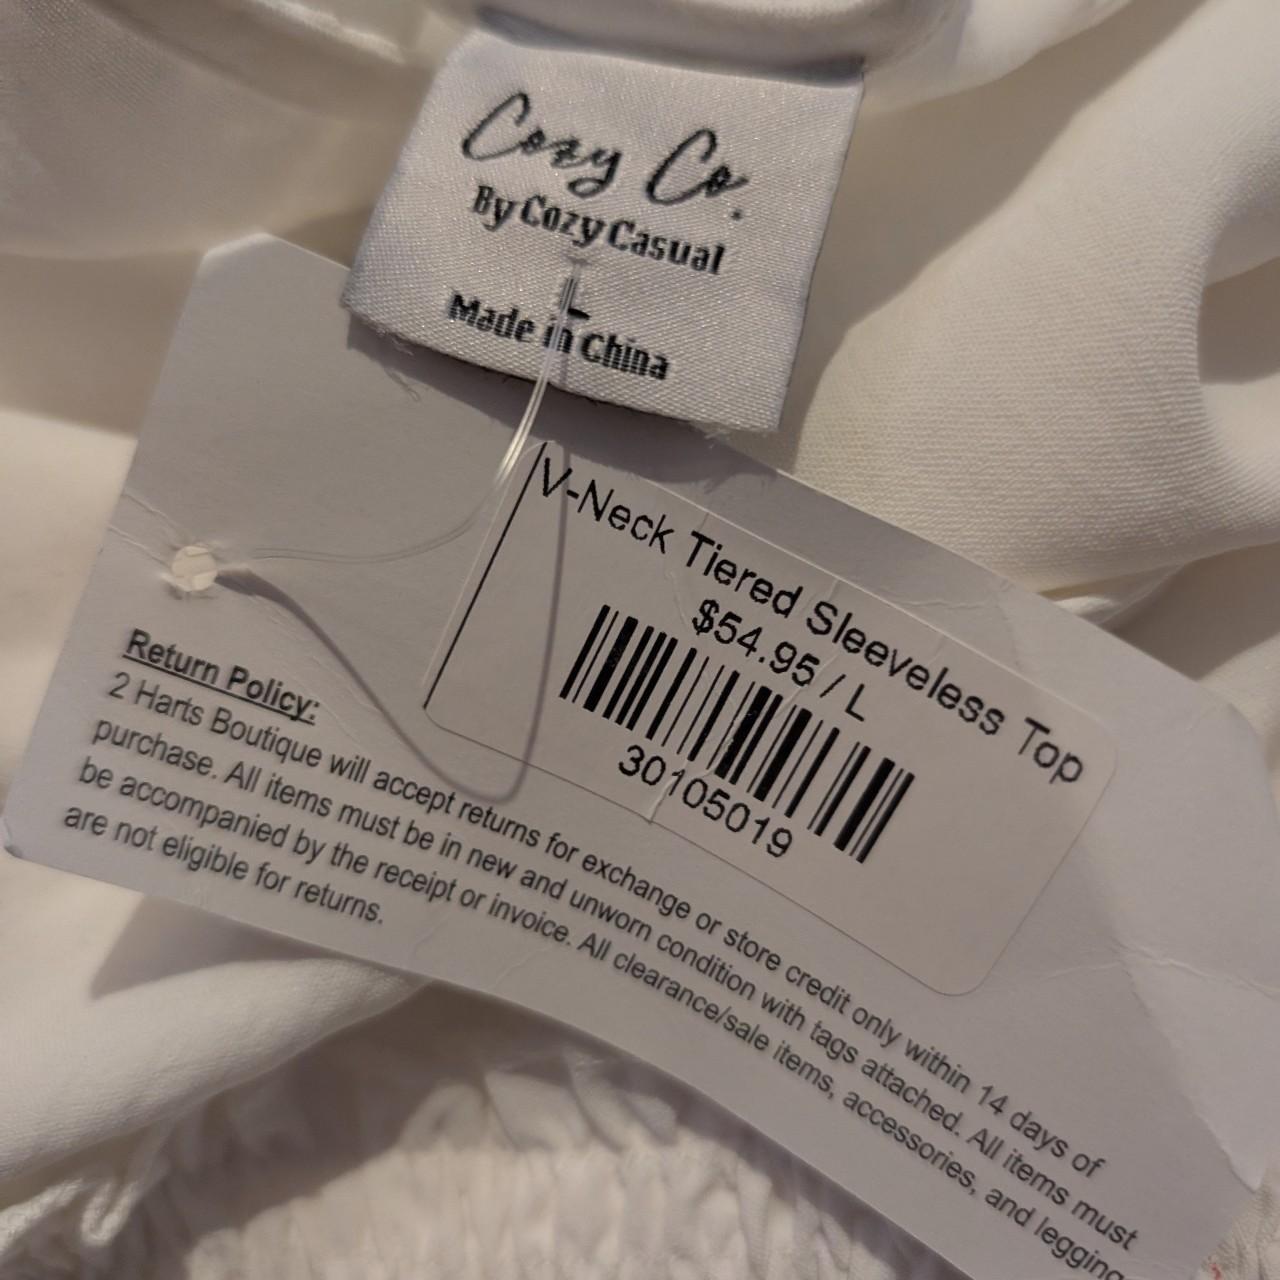 Cozy Co.
By Cozy Casual
L
Made in China
V-Neck Tiered Sleeveless Top
$54.95 / L
30105019
Return Policy:
2 Harts Boutique will accept returns for exchange or store credit only within 14 days of
purchase. All items must be in new and unworn condition with tags attached. All items must
be accompanied by the receipt or invoice. All clearance/sale items, accessories, and legging
are not eligible for returns.